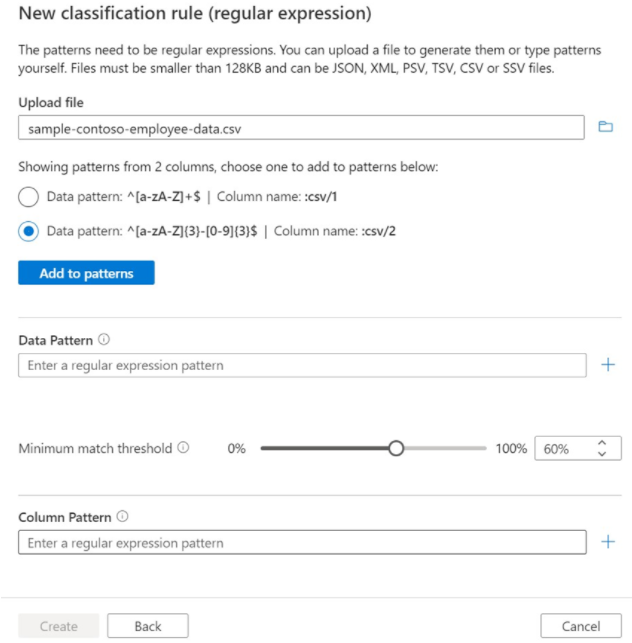 New classification rule (regular expression)
The patterns need to be regular expressions. You can upload a file to generate them or type patterns
yourself. Files must be smaller than 128KB and can be JSON, XML, PSV, TSV, CSV or SSV files.
Upload file
sample-contoso-employee-data.csv
Showing patterns from 2 columns, choose one to add to patterns below:
Data pattern: ^[a-zA-Z]+$ | Column name: :csv/1
Data pattern: ^[a-zA-Z]{3}-[0-9]{3}$ | Column name: :csv/2
Add to patterns
Data Pattern
Enter a regular expression pattern
Minimum match threshold 0% 100% 60%
Column Pattern
Enter a regular expression pattern
Create Back Cancel